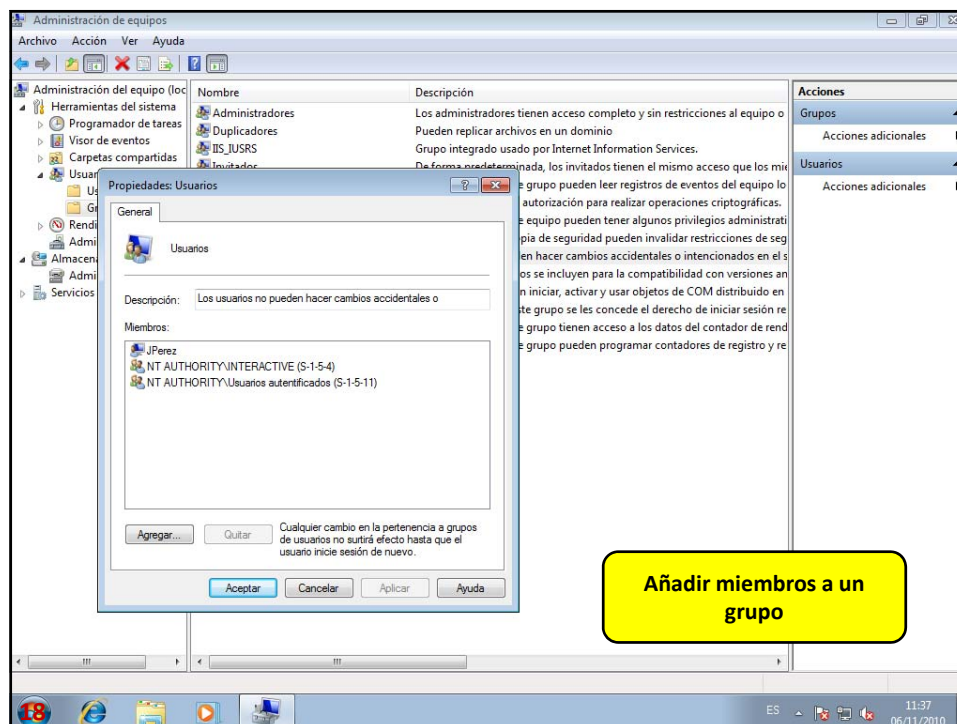 Administración de equipos
Archivo Acción Ver Ayuda
Administración del equipo (loc
Herramientas del sistema
Programador de tareas
Visor de eventos
Carpetas compartidas
Usuar
Us
Gr
Rendi
Admi
Almacena
Admi
Servicios
Nombre Descripción
Administradores Los administradores tienen acceso completo y sin restricciones al equipo o
Duplicadores Pueden replicar archivos en un dominio
IIS_IUSRS Grupo integrado usado por Internet Information Services.
Invitados De forma predeterminada, los invitados tienen el mismo acceso que los mie
e grupo pueden leer registros de eventos del equipo lo
autorización para realizar operaciones criptográficas.
e equipo pueden tener algunos privilegios administrati
pia de seguridad pueden invalidar restricciones de seg
en hacer cambios accidentales o intencionados en el s
os se incluyen para la compatibilidad con versiones an
n iniciar, activar y usar objetos de COM distribuido en
ste grupo se les concede el derecho de iniciar sesión re
e grupo tienen acceso a los datos del contador de rend
e grupo pueden programar contadores de registro y re
Acciones
Grupos
Acciones adicionales
Usuarios
Acciones adicionales
Propiedades: Usuarios
General
Usuarios
Descripción: Los usuarios no pueden hacer cambios accidentales o
Miembros:
JPerez
NT AUTHORITY\INTERACTIVE (S-1-5-4)
NT AUTHORITY\Usuarios autentificados (S-1-5-11)
Agregar... Quitar
Cualquier cambio en la pertenencia a grupos
de usuarios no surtirá efecto hasta que el
usuario inicie sesión de nuevo.
Aceptar Cancelar Aplicar Ayuda
Añadir miembros a un
grupo
18
ES
11:37
06/11/2010